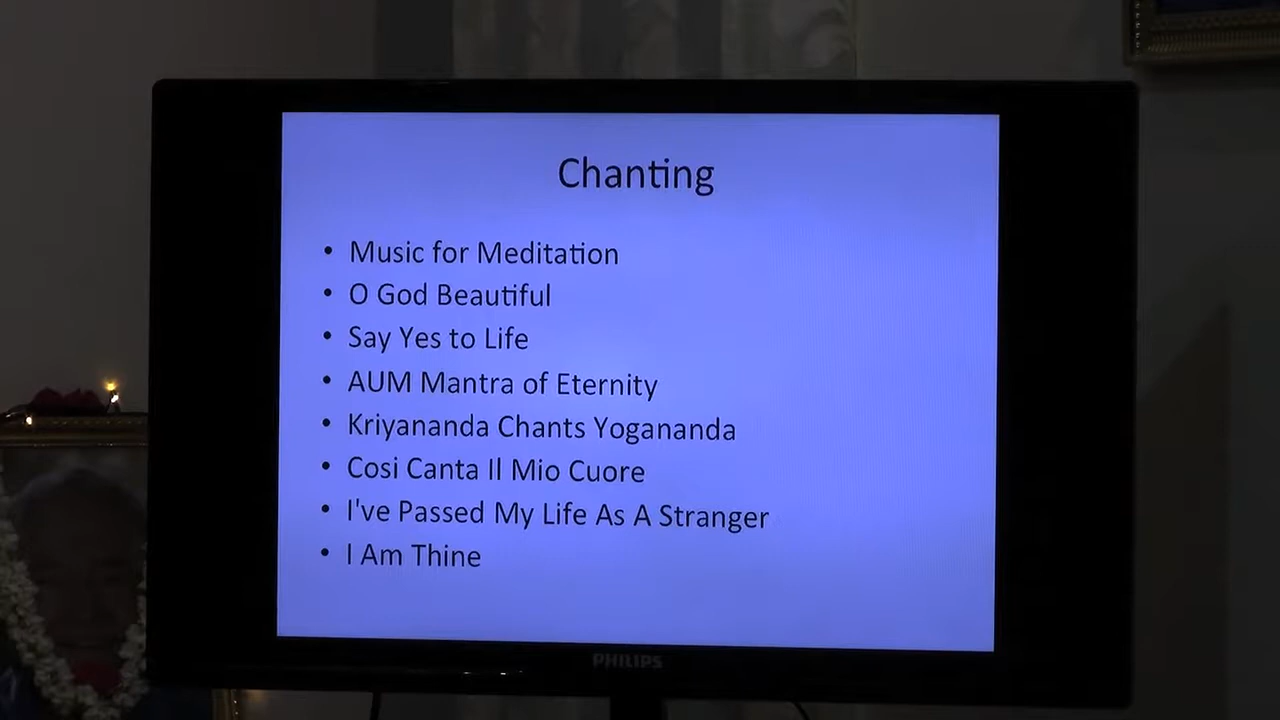 Chanting
• Music for Meditation
• O God Beautiful
• Say Yes to Life
• AUM Mantra of Eternity
• Kriyananda Chants Yogananda
• Cosi Canta Il Mio Cuore
• I've Passed My Life As A Stranger
• I Am Thine
PHILIPS